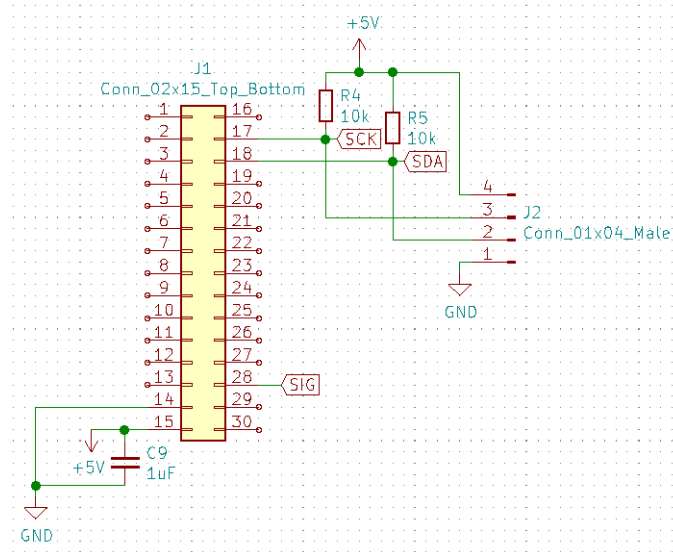 +5V
J1
Conn_02x15_Top_Bottom
R4
10k
R5
10k
1 16
2 17
SCK
3 18
SDA
4 19
5 20
6 21
7 22
8 23
9 24
10 25
11 26
12 27
13 28
SIG
14 29
15 30
4
3
J2
2
Conn_01x04_Male
1
GND
+5V
C9
1uF
GND